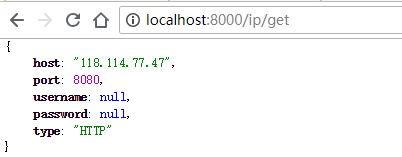 localhost:8000/ip/get
{
host: "118.114.77.47",
port: 8080,
username: null,
password: null,
type: "HTTP"
}